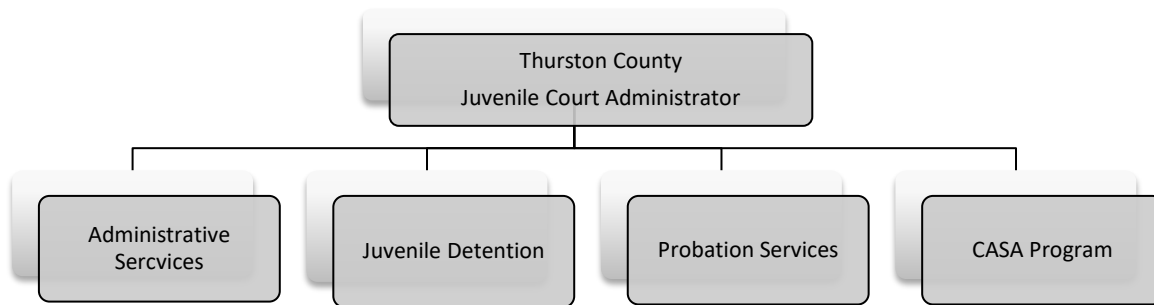 Thurston County
Juvenile Court Administrator
Administrative
Sercvices
Juvenile Detention
Probation Services
CASA Program